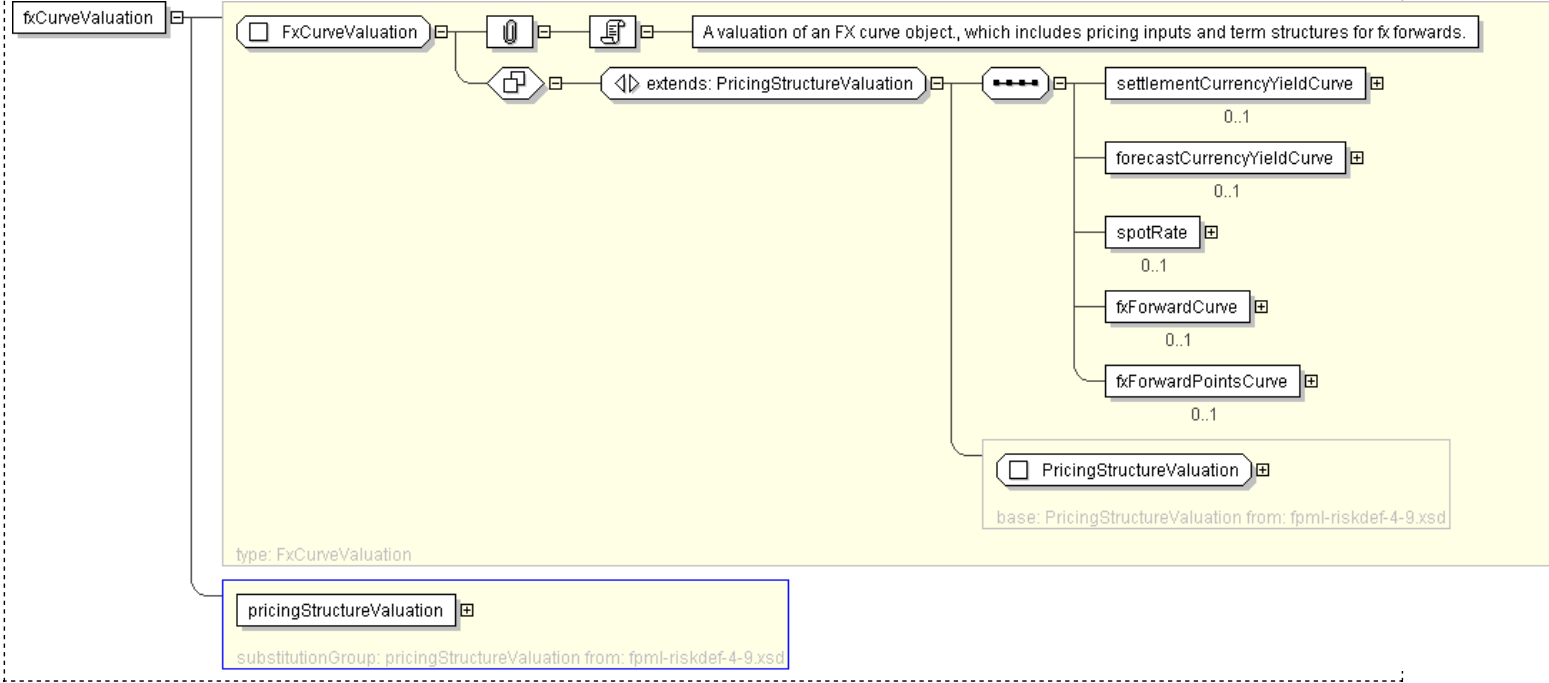 fxCurveValuation
FxCurveValuation
A valuation of an FX curve object., which includes pricing inputs and term structures for fx forwards.
extends: PricingStructureValuation
settlementCurrencyYieldCurve
0..1
forecastCurrencyYieldCurve
0..1
spotRate
0..1
fxForwardCurve
0..1
fxForwardPointsCurve
0..1
PricingStructureValuation
base: PricingStructureValuation from: fpml-riskdef-4-9.xsd
type: FxCurveValuation
pricingStructureValuation
substitutionGroup: pricingStructureValuation from: fpml-riskdef-4-9.xsd